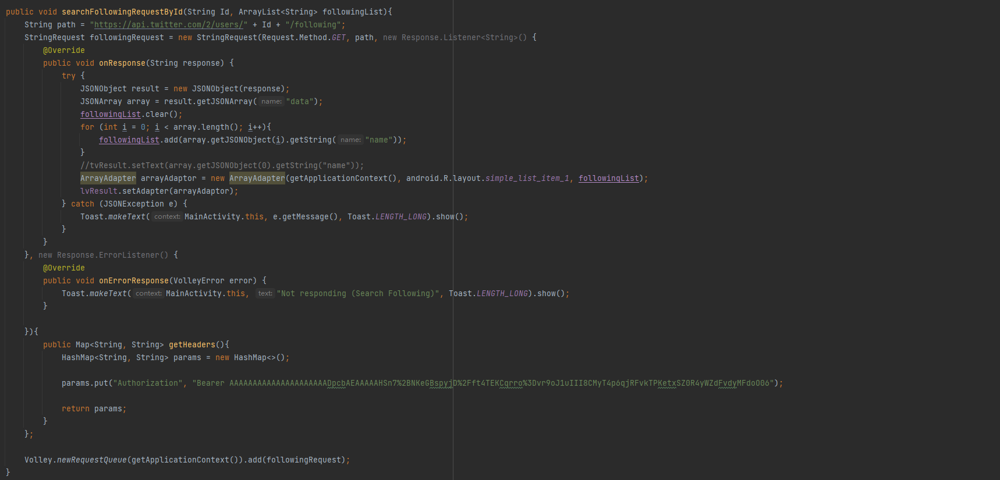 public void searchFollowingRequestById(String Id, ArrayList<String> followingList){
String path = "https://api.twitter.com/2/users/" + Id + "/following";
StringRequest followingRequest = new StringRequest(Request.Method.GET, path, new Response.Listener<String>() {
@Override
public void onResponse(String response) {
try {
JSONObject result = new JSONObject(response);
JSONArray array = result.getJSONArray( name: "data");
followingList.clear();
for (int i = 0; i < array.length(); i++){
followingList.add(array.getJSONObject(i).getString( name: "name"));
}
//tvResult.setText(array.getJSONObject(0).getString("name"));
ArrayAdapter arrayAdaptor = new ArrayAdapter(getApplicationContext(), android.R.layout.simple_list_item_1, followingList);
lvResult.setAdapter(arrayAdaptor);
} catch (JSONException e) {
Toast.makeText( context: MainActivity.this, e.getMessage(), Toast.LENGTH_LONG).show();
}
}
}, new Response.ErrorListener() {
@Override
public void onErrorResponse(VolleyError error) {
Toast.makeText( context: MainActivity.this, text: "Not responding (Search Following)", Toast.LENGTH_LONG).show();
}
}){
public Map<String, String> getHeaders(){
HashMap<String, String> params = new HashMap<>();
params.put("Authorization", "Bearer AAAAAAAAAAAAAAAAAAAAADpcbAEAAAAAHSn7%2BNKeGBspyjD%2Fft4TEKCqrro%3Dvr9oJ1uIII8CMyT4p6qjRFvkTPKetxSZ0R4yWZdFvdyMFdoO06");
return params;
}
};
Volley.newRequestQueue(getApplicationContext()).add(followingRequest);
}